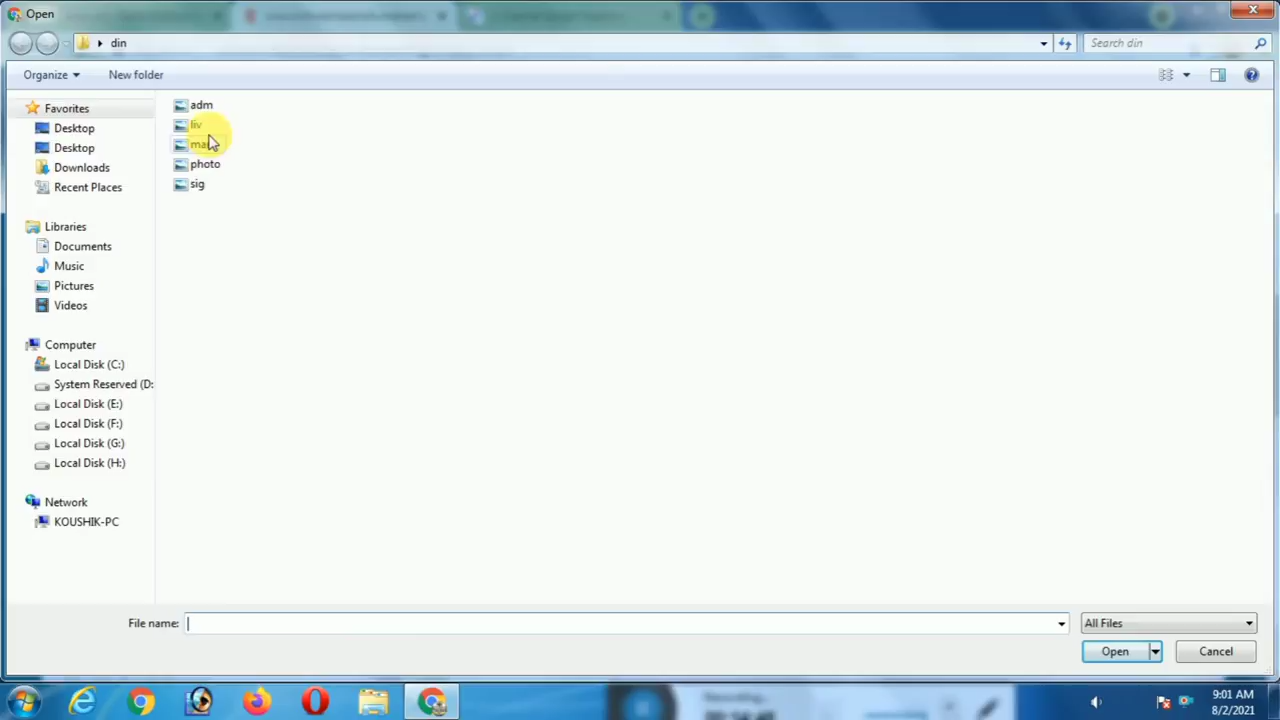 Open
din
Search din
Organize
New folder
Favorites
Desktop
Desktop
Downloads
Recent Places
Libraries
Documents
Music
Pictures
Videos
Computer
Local Disk (C:)
System Reserved (D:
Local Disk (E:)
Local Disk (F:)
Local Disk (G:)
Local Disk (H:)
Network
KOUSHIK-PC
adm
liv
photo
sig
File name:
All Files
Open
Cancel
Recording...
9:01 AM
8/2/2021